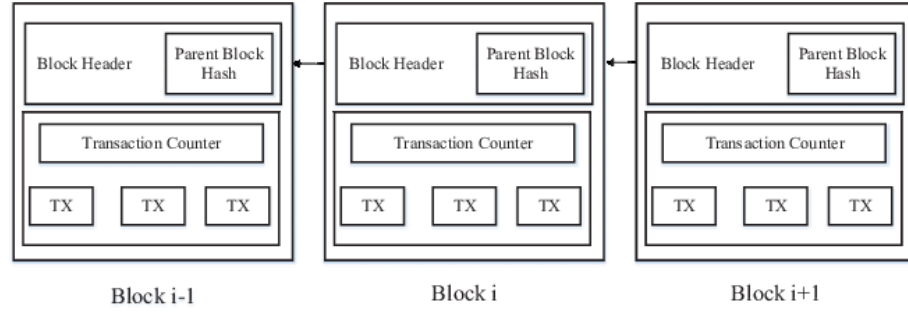 Block Header
Parent Block
Hash
Transaction Counter
TX TX TX
Block i-1
Block Header
Parent Block
Hash
Transaction Counter
TX TX TX
Block i
Block Header
Parent Block
Hash
Transaction Counter
TX TX TX
Block i+1